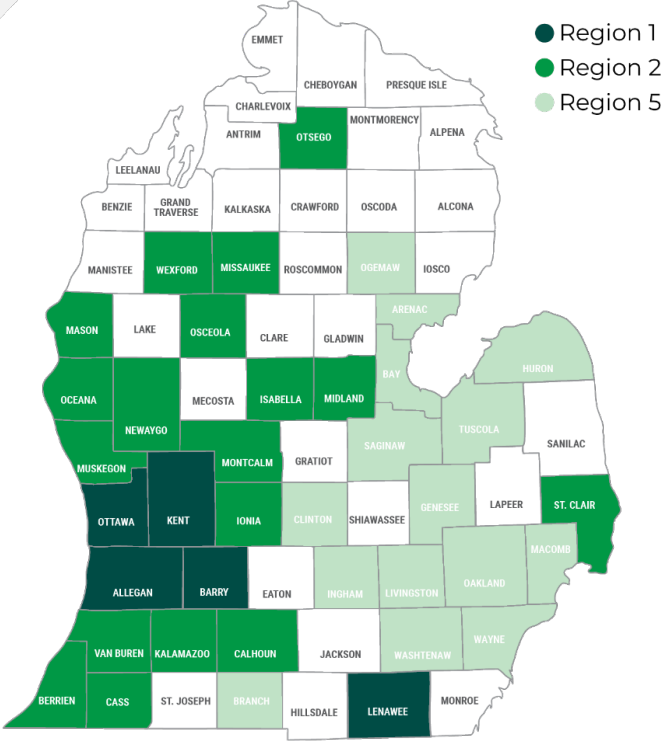 Region 1
Region 2
Region 5
EMMET
CHEBOYGAN
PRESQUE ISLE
CHARLEVOIX
ANTRIM
OTSEGO
MONTMORENCY
ALPENA
LEELANAU
BENZIE
GRAND
TRAVERSE
KALKASKA
CRAWFORD
OSCODA
ALCONA
MANISTEE
WEXFORD
MISSAUKEE
ROSCOMMON
OGEMAW
IOSCO
ARENAC
MASON
LAKE
OSCEOLA
CLARE
GLADWIN
BAY
HURON
OCEANA
NEWAYGO
MECOSTA
ISABELLA
MIDLAND
TUSCOLA
SANILAC
MUSKEGON
MONTCALM
GRATIOT
SAGINAW
OTTAWA
KENT
IONIA
CLINTON
SHIAWASSEE
GENESEE
LAPEER
ST. CLAIR
ALLEGAN
BARRY
EATON
INGHAM
LIVINGSTON
OAKLAND
MACOMB
VAN BUREN
KALAMAZOO
CALHOUN
JACKSON
WASHTENAW
WAYNE
BERRIEN
CASS
ST. JOSEPH
BRANCH
HILLSDALE
LENAWEE
MONROE